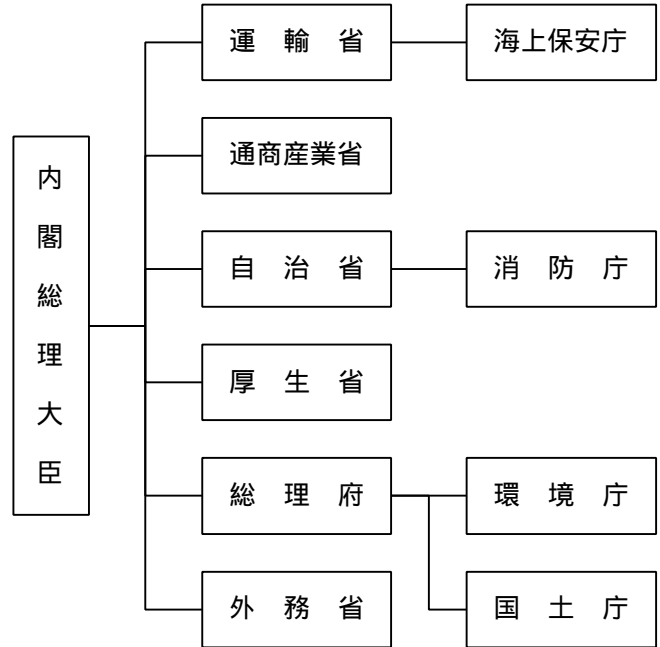 運輸省
海上保安庁
通商産業省
内閣総理大臣
自治省
消防庁
厚生省
総理府
環境庁
外務省
国土庁